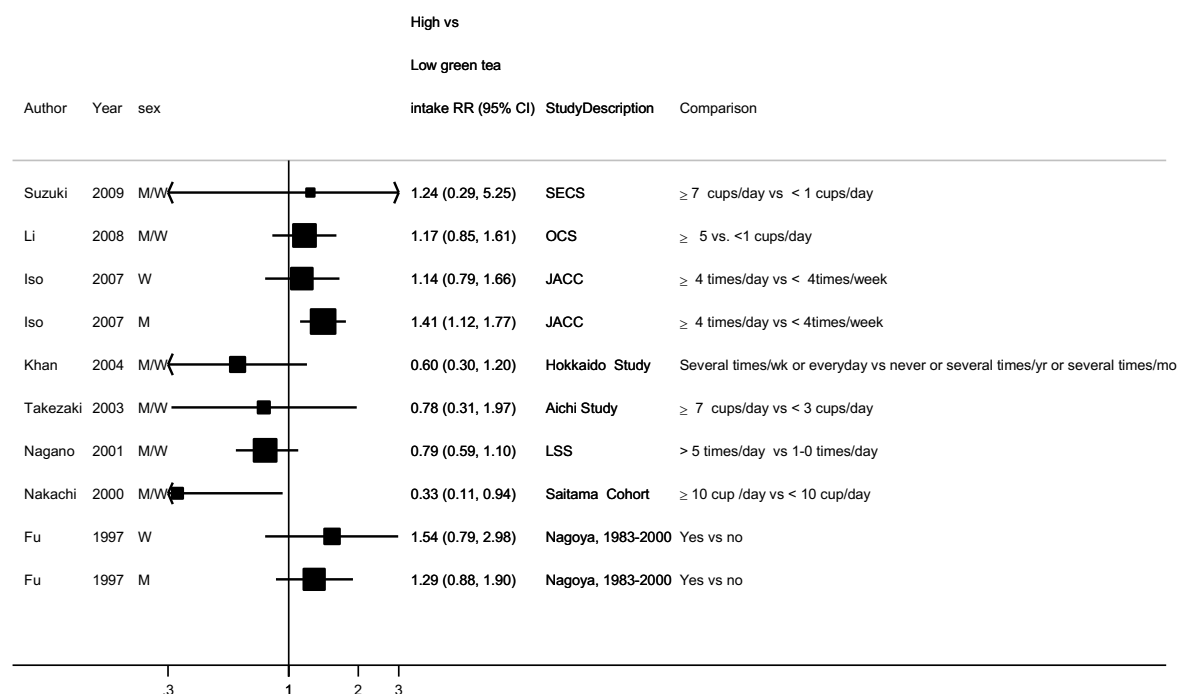 High vs
Low green tea
Author Year sex intake RR (95% CI) StudyDescription Comparison
Suzuki 2009 M/W 1.24 (0.29, 5.25) SECS ≥ 7 cups/day vs < 1 cups/day
Li 2008 M/W 1.17 (0.85, 1.61) OCS ≥ 5 vs. <1 cups/day
Iso 2007 W 1.14 (0.79, 1.66) JACC ≥ 4 times/day vs < 4times/week
Iso 2007 M 1.41 (1.12, 1.77) JACC ≥ 4 times/day vs < 4times/week
Khan 2004 M/W 0.60 (0.30, 1.20) Hokkaido Study Several times/wk or everyday vs never or several times/yr or several times/mo
Takezaki 2003 M/W 0.78 (0.31, 1.97) Aichi Study ≥ 7 cups/day vs < 3 cups/day
Nagano 2001 M/W 0.79 (0.59, 1.10) LSS > 5 times/day vs 1-0 times/day
Nakachi 2000 M/W 0.33 (0.11, 0.94) Saitama Cohort ≥ 10 cup /day vs < 10 cup/day
Fu 1997 W 1.54 (0.79, 2.98) Nagoya, 1983-2000 Yes vs no
Fu 1997 M 1.29 (0.88, 1.90) Nagoya, 1983-2000 Yes vs no
.3 1 2 3